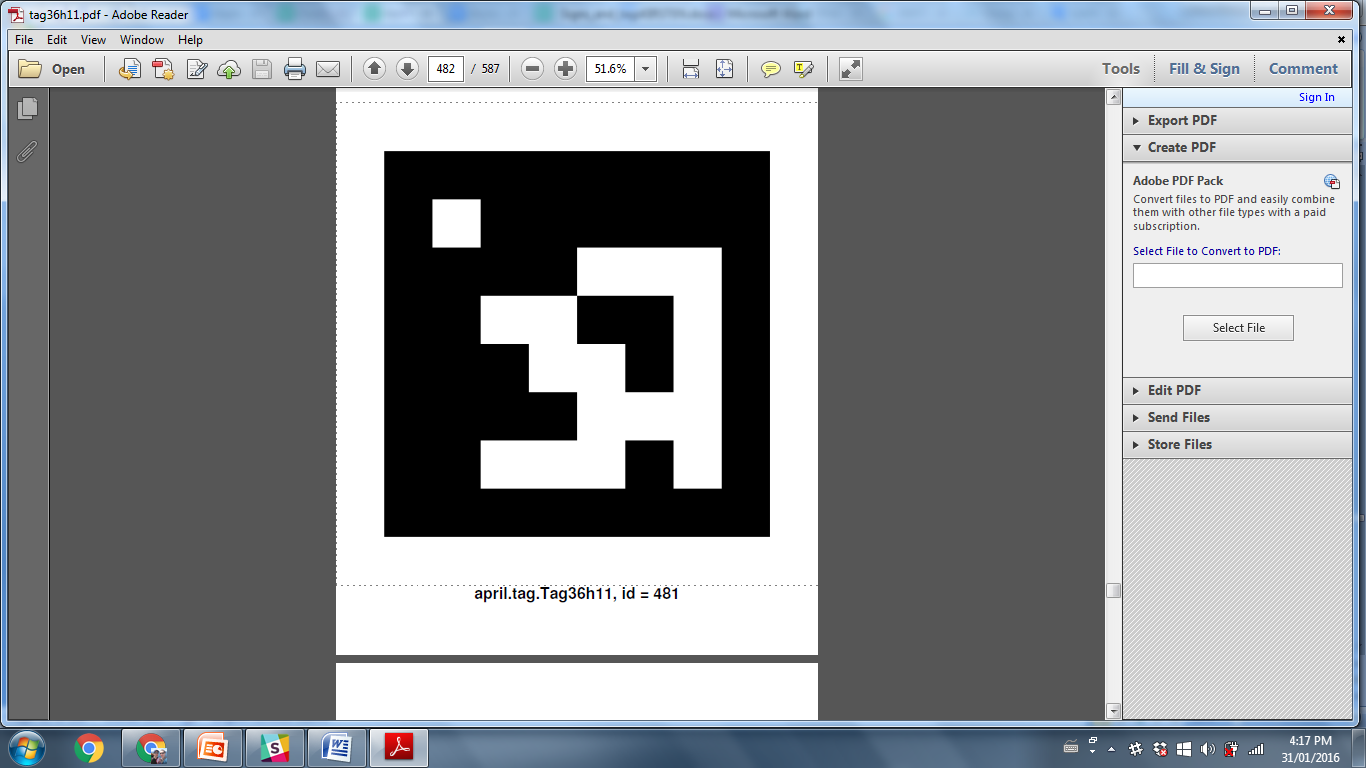 tag36h11.pdf - Adobe Reader
File Edit View Window Help
Open 482 / 587 51.6% Tools Fill & Sign Comment
Sign In
Export PDF
Create PDF
Adobe PDF Pack
Convert files to PDF and easily combine
them with other file types with a paid
subscription.
Select File to Convert to PDF:
Select File
Edit PDF
Send Files
Store Files
april.tag.Tag36h11, id = 481
4:17 PM
31/01/2016